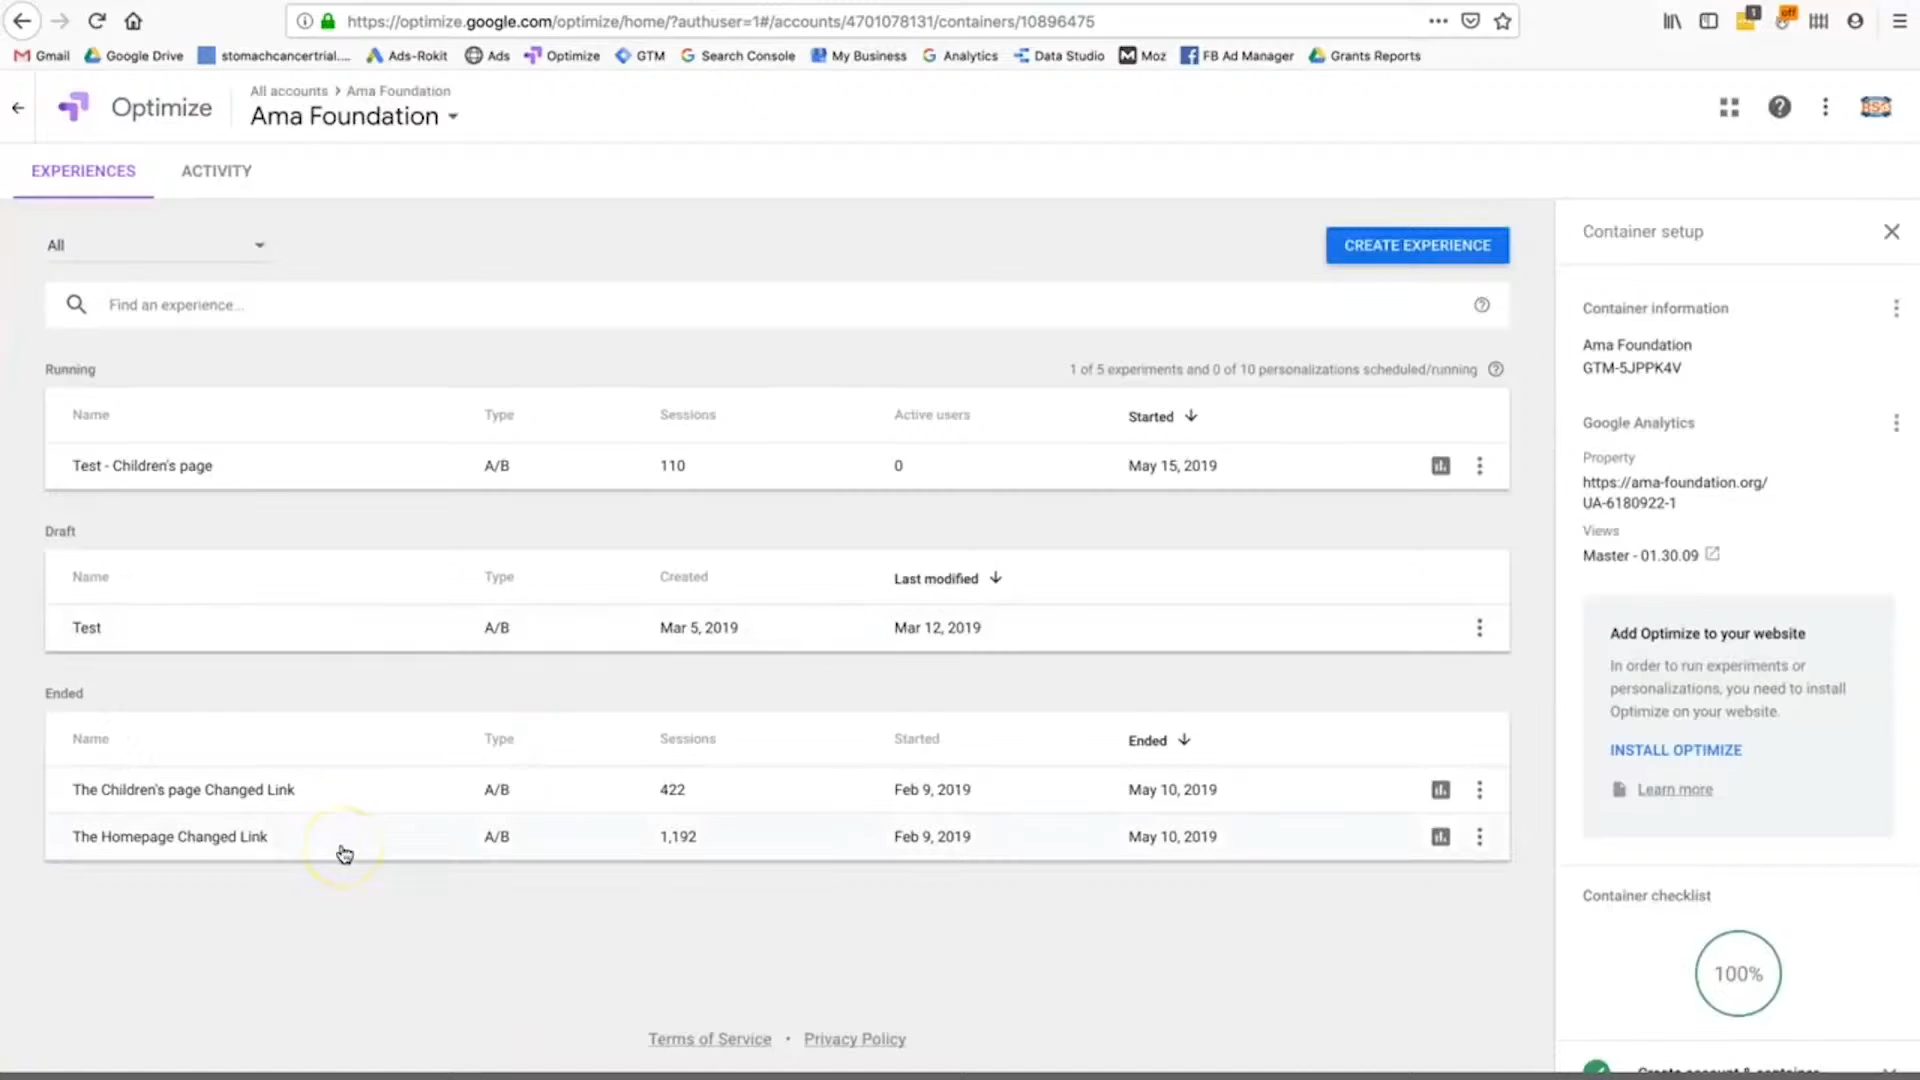 https://optimize.google.com/optimize/home/?authuser=1#/accounts/4701078131/containers/10896475
1
off
Gmail Google Drive stomachcancertrial.... Ads-Rokit Ads Optimize GTM Search Console My Business Analytics Data Studio Moz FB Ad Manager Grants Reports
All accounts > Ama Foundation
Optimize Ama Foundation
EXPERIENCES ACTIVITY
All
CREATE EXPERIENCE
Find an experience...
Running 1 of 5 experiments and 0 of 10 personalizations scheduled/running
Name Type Sessions Active users Started
Test - Children's page A/B 110 0 May 15, 2019
Draft
Name Type Created Last modified
Test A/B Mar 5, 2019 Mar 12, 2019
Ended
Name Type Sessions Started Ended
The Children's page Changed Link A/B 422 Feb 9, 2019 May 10, 2019
The Homepage Changed Link A/B 1,192 Feb 9, 2019 May 10, 2019
Terms of Service • Privacy Policy
Container setup
Container information
Ama Foundation
GTM-5JPPK4V
Google Analytics
Property
https://ama-foundation.org/
UA-6180922-1
Views
Master - 01.30.09
Add Optimize to your website
In order to run experiments or
personalizations, you need to install
Optimize on your website.
INSTALL OPTIMIZE
Learn more
Container checklist
100%
Create account & container